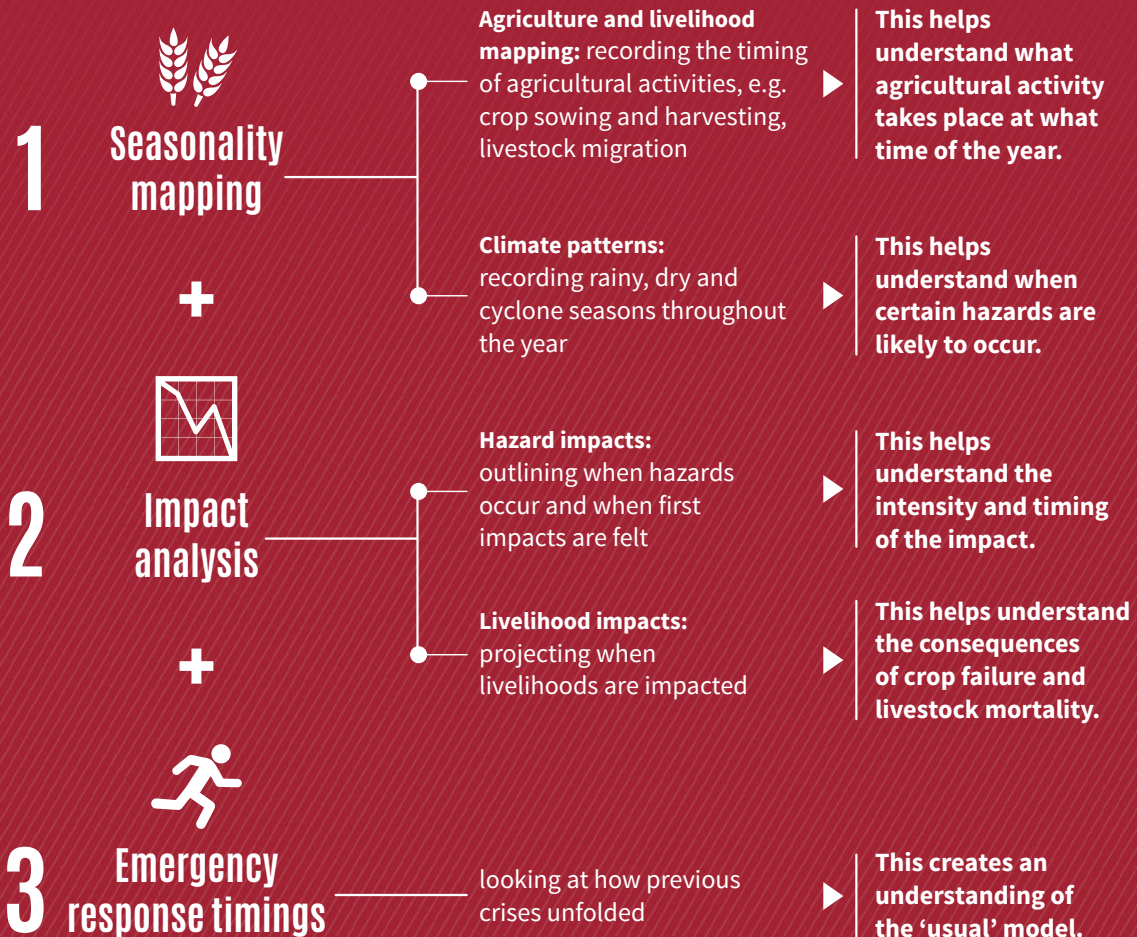 1
Seasonality
mapping
Agriculture and livelihood
mapping: recording the timing
of agricultural activities, e.g.
crop sowing and harvesting,
livestock migration
This helps
understand what
agricultural activity
takes place at what
time of the year.
Climate patterns:
recording rainy, dry and
cyclone seasons throughout
the year
This helps
understand when
certain hazards are
likely to occur.
+
2
Impact
analysis
Hazard impacts:
outlining when hazards
occur and when first
impacts are felt
This helps
understand the
intensity and timing
of the impact.
Livelihood impacts:
projecting when
livelihoods are impacted
This helps understand
the consequences
of crop failure and
livestock mortality.
+
3
Emergency
response timings
looking at how previous
crises unfolded
This creates an
understanding of
the ‘usual’ model.